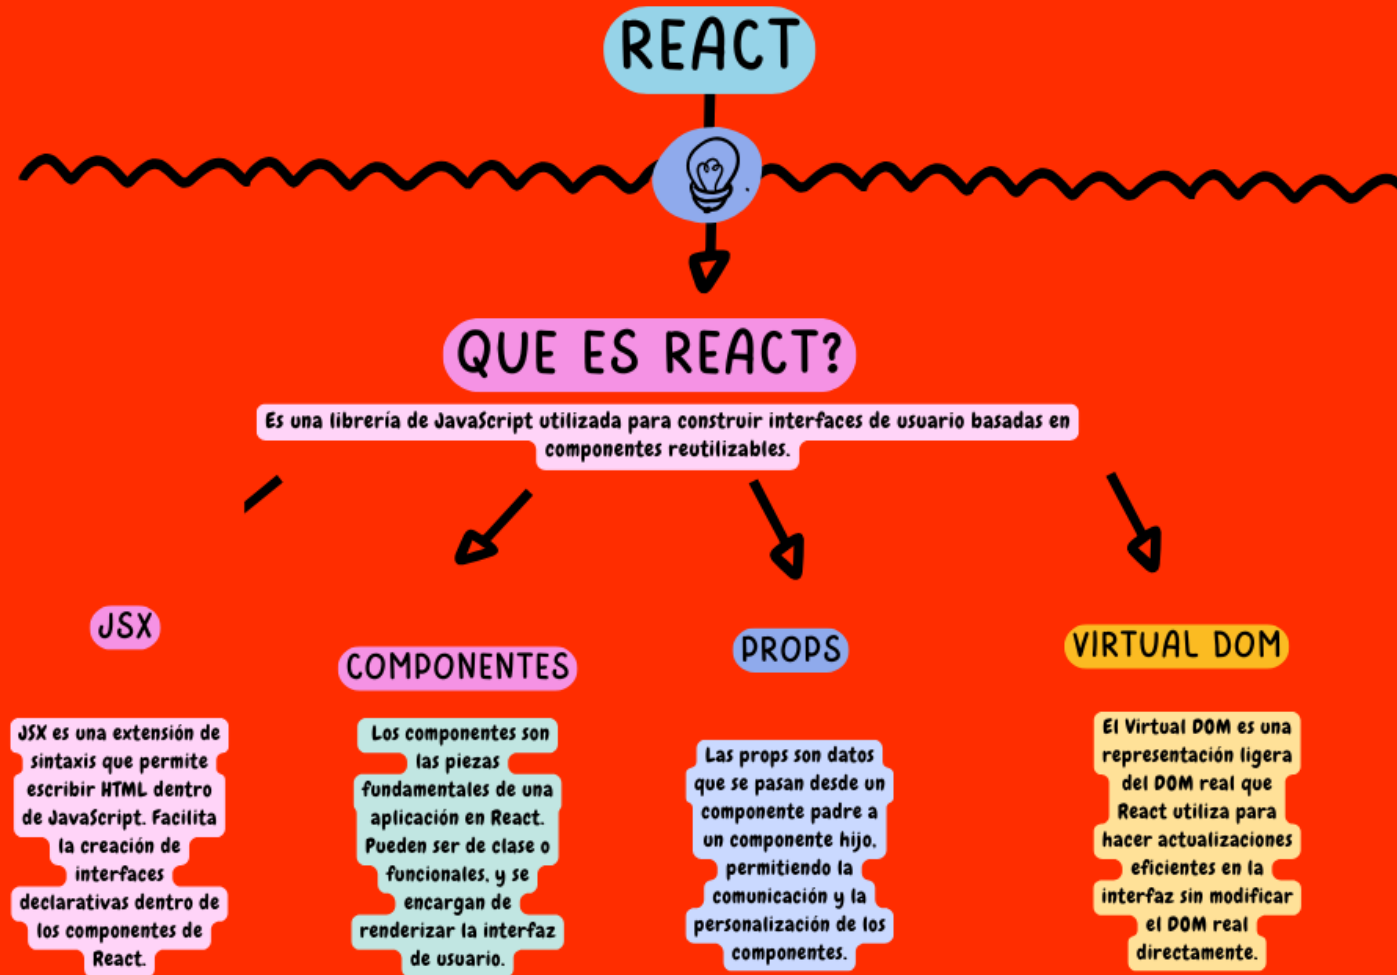 REACT
QUE ES REACT?
Es una librería de JavaScript utilizada para construir interfaces de usuario basadas en
componentes reutilizables.
JSX
JSX es una extensión de
sintaxis que permite
escribir HTML dentro
de JavaScript. Facilita
la creación de
interfaces
declarativas dentro de
los componentes de
React.
COMPONENTES
Los componentes son
las piezas
fundamentales de una
aplicación en React.
Pueden ser de clase o
funcionales, y se
encargan de
renderizar la interfaz
de usuario.
PROPS
Las props son datos
que se pasan desde un
componente padre a
un componente hijo,
permitiendo la
comunicación y la
personalización de los
componentes.
VIRTUAL DOM
El Virtual DOM es una
representación ligera
del DOM real que
React utiliza para
hacer actualizaciones
eficientes en la
interfaz sin modificar
el DOM real
directamente.